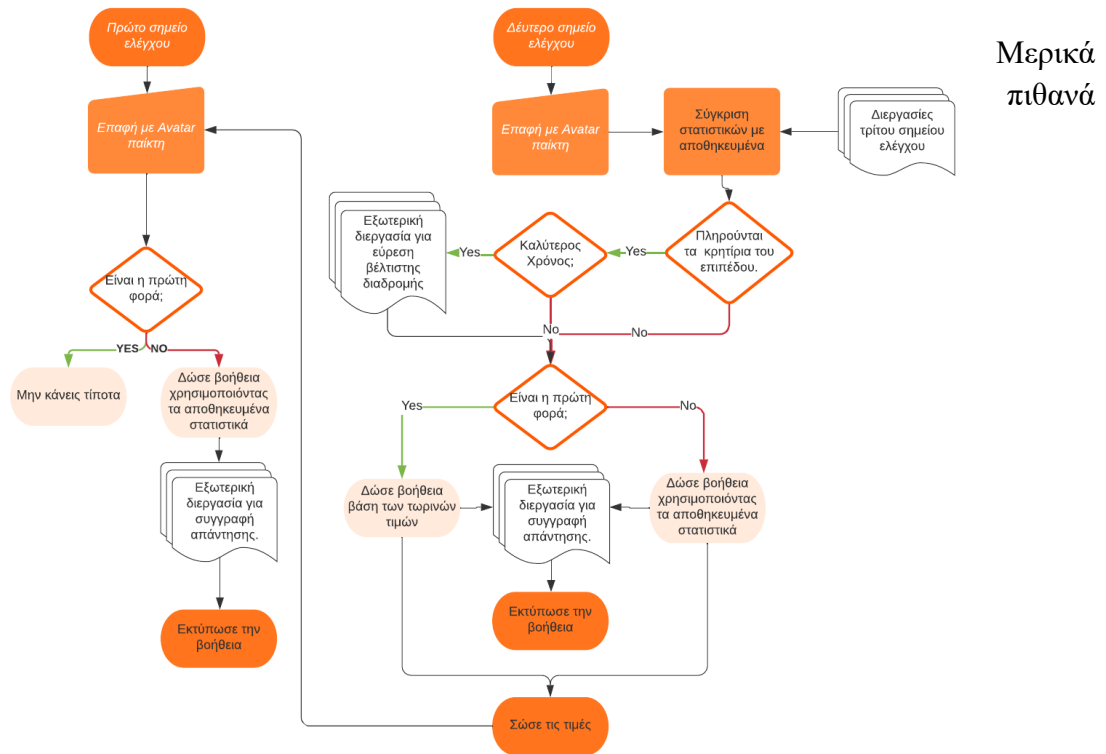 Πρώτο σημείο
ελέγχου
Επαφή με Avatar
παίκτη
Είναι η πρώτη
φορά;
YES
NO
Μην κάνεις τίποτα
Δώσε βοήθεια
χρησιμοποιόντας
τα αποθηκευμένα
στατιστικά
Εξωτερική
διεργασία για
συγγραφή
απάντησης.
Εκτύπωσε την
βοήθεια
Δέυτερο σημείο
ελέγχου
Επαφή με Avatar
παίκτη
Σύγκριση
στατιστικών με
αποθηκευμένα
Διεργασίες
τρίτου σημείου
ελέγχου
Πληρούνται
τα κρητίρια του
επιπέδου.
Yes
Καλύτερος
Χρόνος;
Yes
Εξωτερική
διεργασία για
εύρεση
βέλτιστης
διαδρομής
No
No
Είναι η πρώτη
φορά;
Yes
No
Δώσε βοήθεια
βάση των τωρινών
τιμών
Εξωτερική
διεργασία για
συγγραφή
απάντησης.
Δώσε βοήθεια
χρησιμοποιόντας
τα αποθηκευμένα
στατιστικά
Εκτύπωσε την
βοήθεια
Σώσε τις τιμές
Μερικά
πιθανά